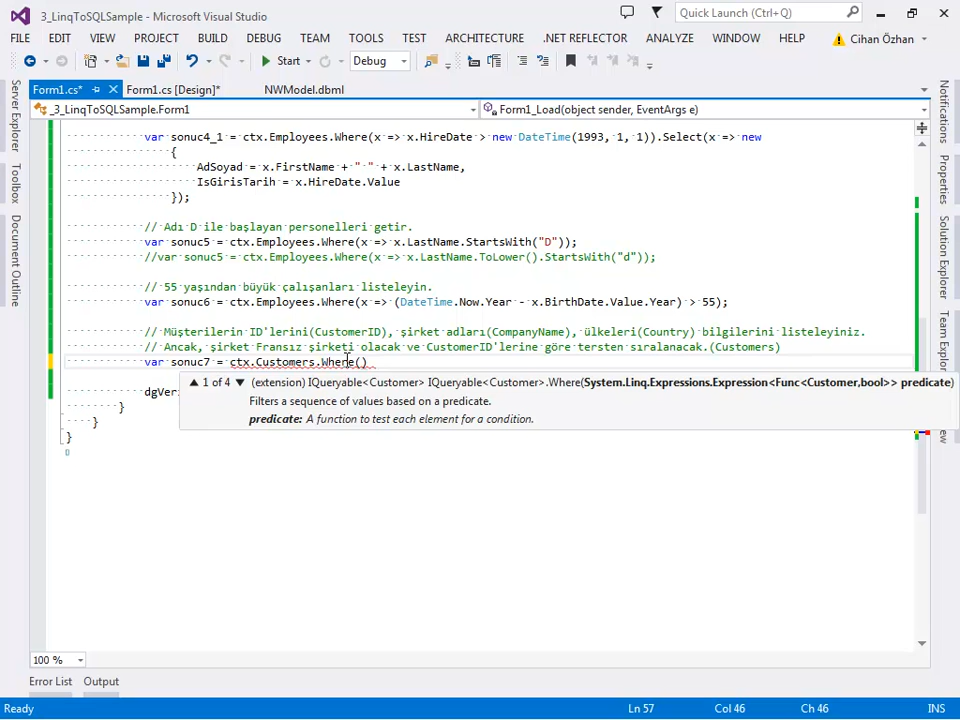 3_LinqToSQLSample - Microsoft Visual Studio
Quick Launch (Ctrl+Q)
FILE EDIT VIEW PROJECT BUILD DEBUG TEAM TOOLS TEST ARCHITECTURE .NET REFLECTOR ANALYZE WINDOW HELP Cihan Özhan
Start Debug
Form1.cs* Form1.cs [Design]* NWModel.dbml
_3_LinqToSQLSample.Form1 Form1_Load(object sender, EventArgs e)
var sonuc4_1 = ctx.Employees.Where(x => x.HireDate > new DateTime(1993, 1, 1)).Select(x => new
{
AdSoyad = x.FirstName + " " + x.LastName,
IsGirisTarih = x.HireDate.Value
});
// Adı D ile başlayan personelleri getir.
var sonuc5 = ctx.Employees.Where(x => x.LastName.StartsWith("D"));
//var sonuc5 = ctx.Employees.Where(x => x.LastName.ToLower().StartsWith("d"));
// 55 yaşından büyük çalışanları listeleyin.
var sonuc6 = ctx.Employees.Where(x => (DateTime.Now.Year - x.BirthDate.Value.Year) > 55);
// Müşterilerin ID'lerini(CustomerID), şirket adları(CompanyName), ülkeleri(Country) bilgilerini listeleyiniz.
// Ancak, şirket Fransız şirketi olacak ve CustomerID'lerine göre tersten sıralanacak.(Customers)
var sonuc7 = ctx.Customers.Where()
dgVeri
1 of 4 (extension) IQueryable<Customer> IQueryable<Customer>.Where(System.Linq.Expressions.Expression<Func<Customer,bool>> predicate)
Filters a sequence of values based on a predicate.
predicate: A function to test each element for a condition.
}
}
}
Server Explorer
Toolbox
Document Outline
Notifications
Properties
Solution Explorer
Team Explorer
100 %
Error List Output
Ready Ln 57 Col 46 Ch 46 INS